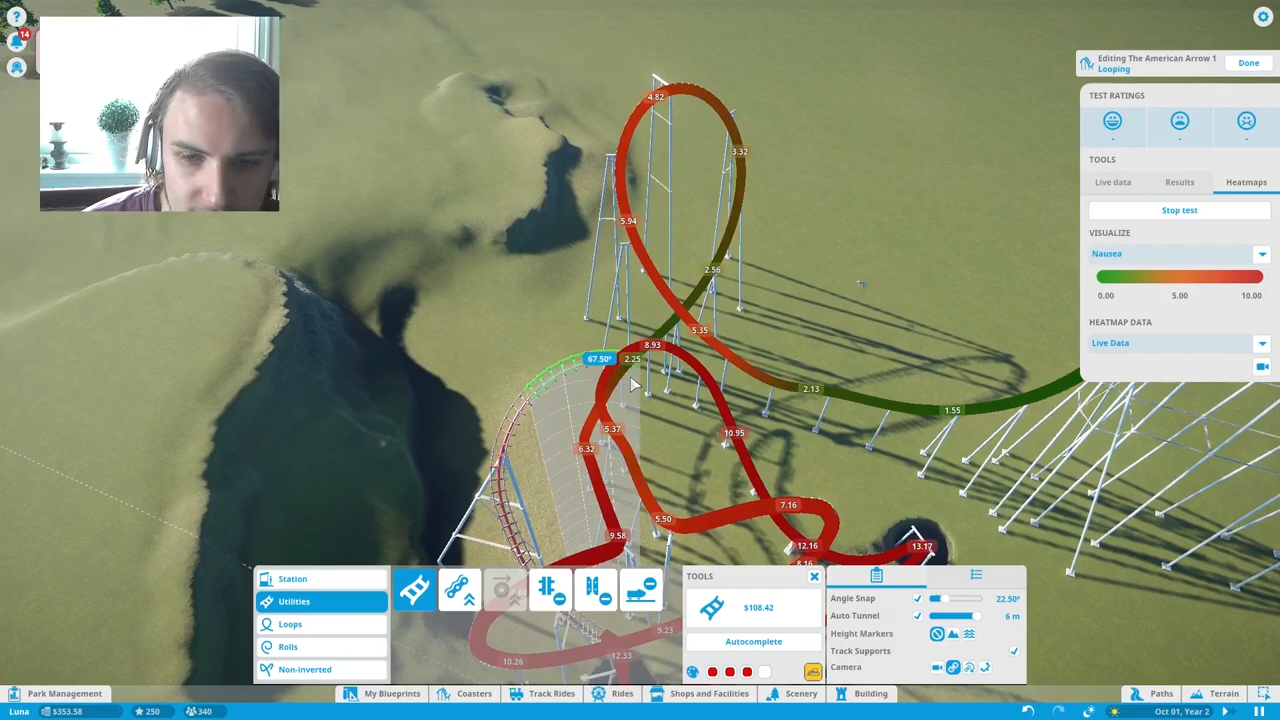 ?
14
Editing The American Arrow 1
Looping
Done
TEST RATINGS
- - -
TOOLS
Live data Results Heatmaps
Stop test
VISUALIZE
Nausea
0.00 5.00 10.00
HEATMAP DATA
Live Data
4.82
3.32
5.94
2.56
5.35
8.93
67.50° 2.25
2.13
1.55
5.37
10.95
6.32
7.16
5.50
9.58
12.16
13.17
8.16
9.23
12.33
10.26
Station
Utilities
Loops
Rolls
Non-inverted
TOOLS
$108.42
Autocomplete
Angle Snap 22.50°
Auto Tunnel 6 m
Height Markers
Track Supports
Camera
Park Management
My Blueprints Coasters Track Rides Rides Shops and Facilities Scenery Building
Paths Terrain
Luna $353.58 250 340
Oct 01, Year 2